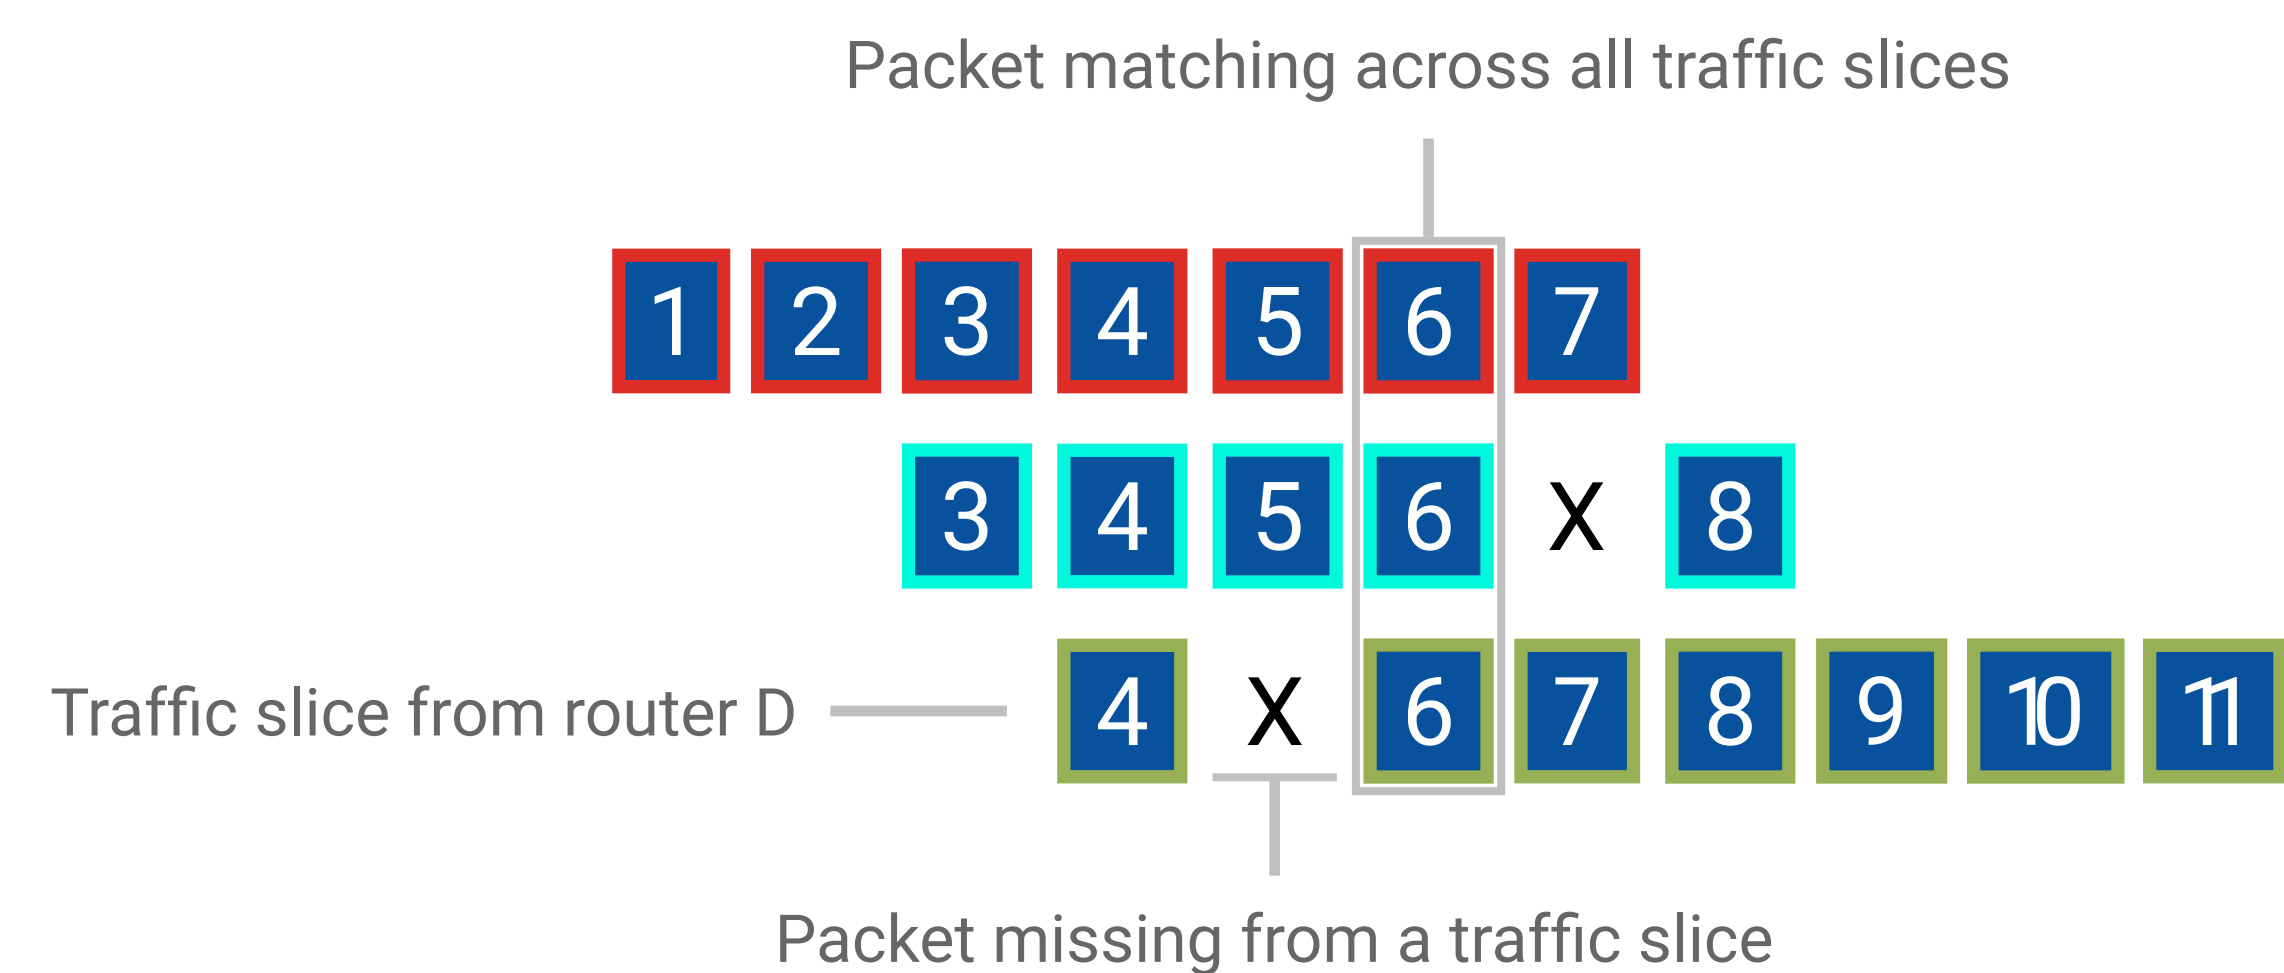 Packet matching across all traffic slices
1 2 3 4 5 6 7
3 4 5 6 X 8
Traffic slice from router D 4 X 6 7 8 9 10 11
Packet missing from a traffic slice